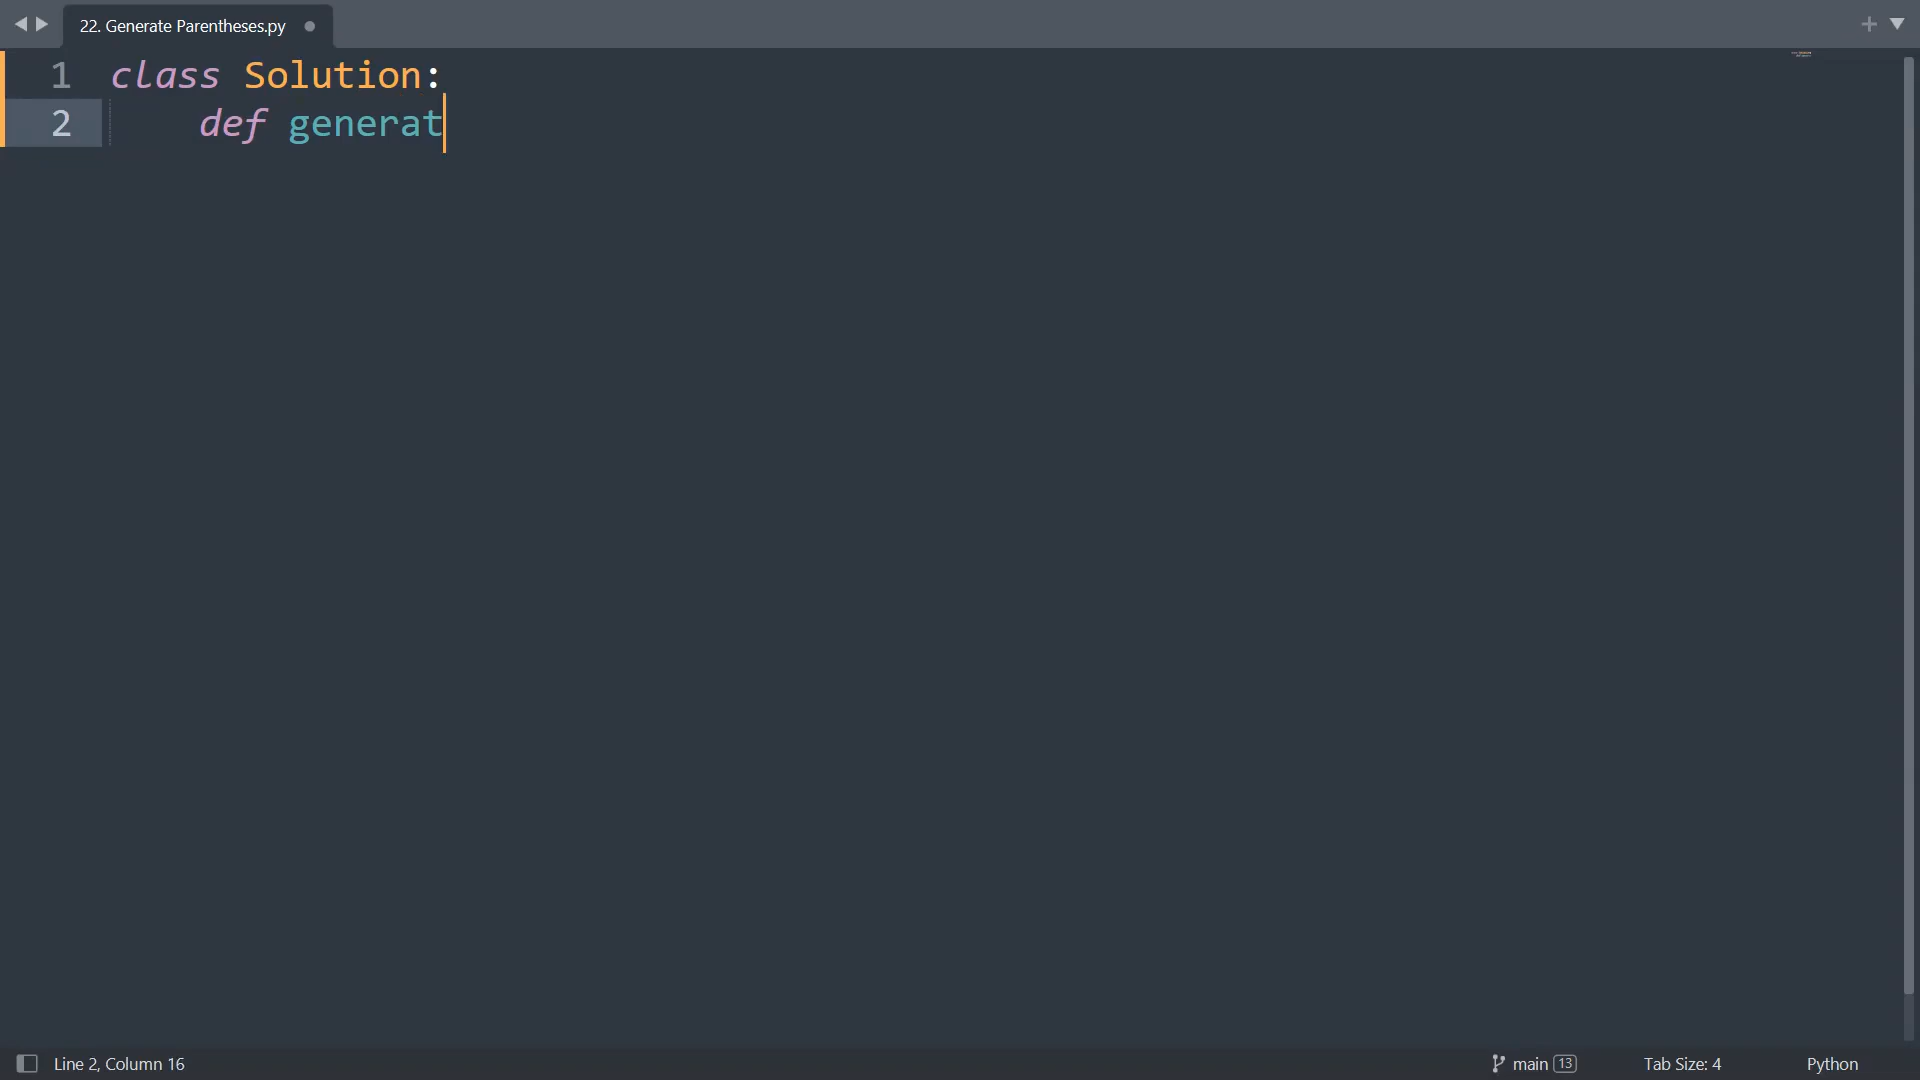 22. Generate Parentheses.py
1 class Solution:
2 def generat
Line 2, Column 16
main 13
Tab Size: 4
Python